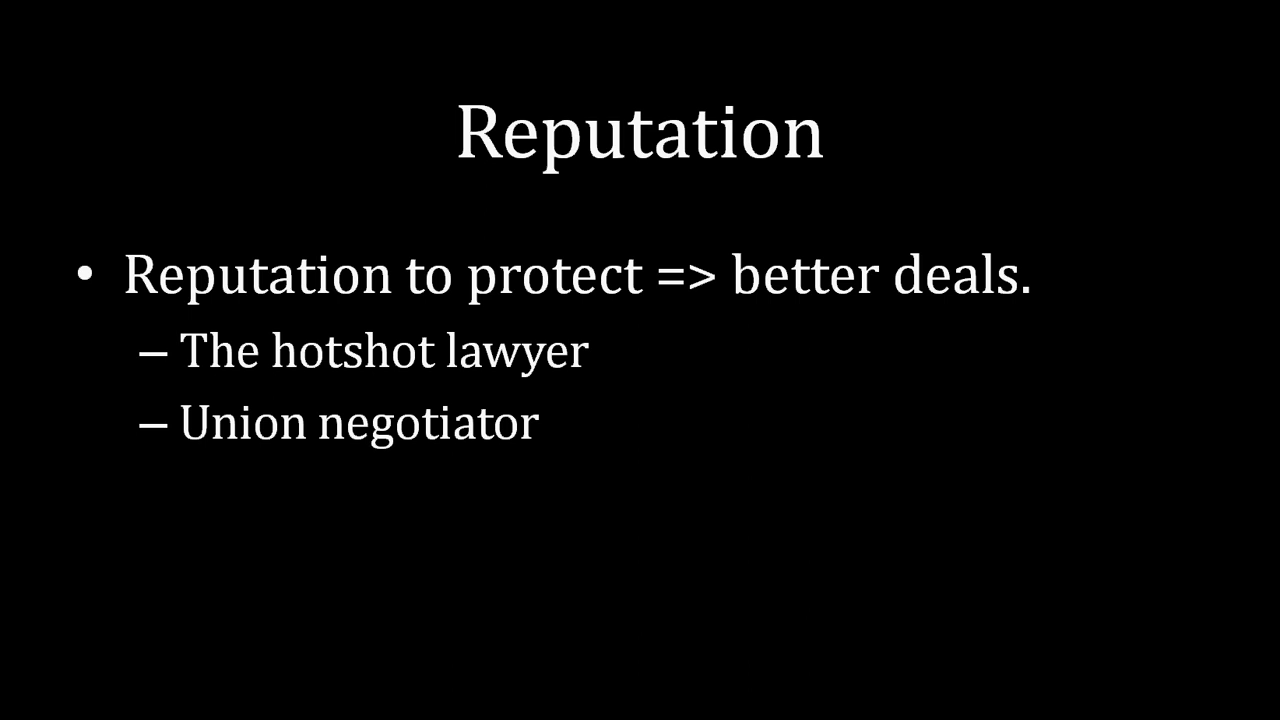 Reputation
• Reputation to protect => better deals.
– The hotshot lawyer
– Union negotiator